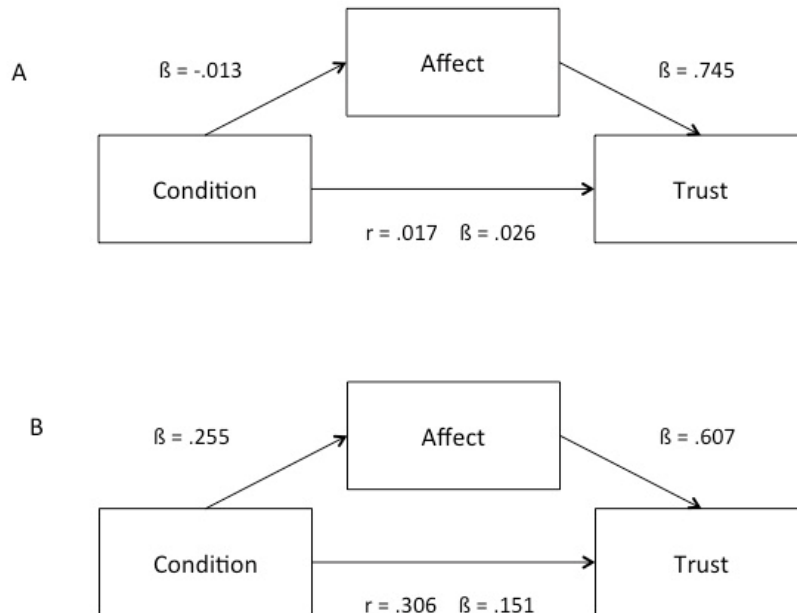 A
ß = -.013
Affect
ß = .745
Condition
Trust
r = .017 ß = .026
B
ß = .255
Affect
ß = .607
Condition
Trust
r = .306 ß = .151